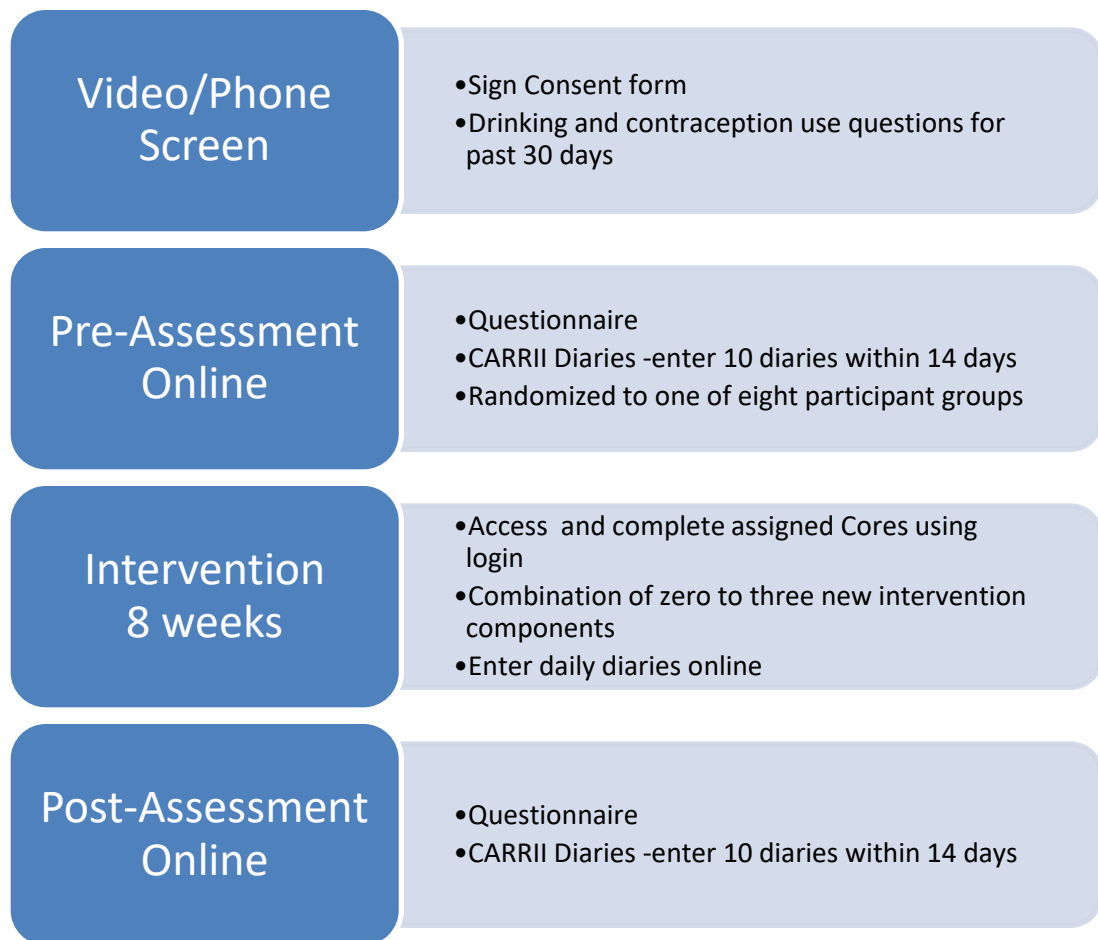 Video/Phone
Screen
•Sign Consent form
•Drinking and contraception use questions for
past 30 days
Pre-Assessment
Online
•Questionnaire
•CARRII Diaries -enter 10 diaries within 14 days
•Randomized to one of eight participant groups
Intervention
8 weeks
•Access  and complete assigned Cores using
login
•Combination of zero to three new intervention
components
•Enter daily diaries online
Post-Assessment
Online
•Questionnaire
•CARRII Diaries -enter 10 diaries within 14 days